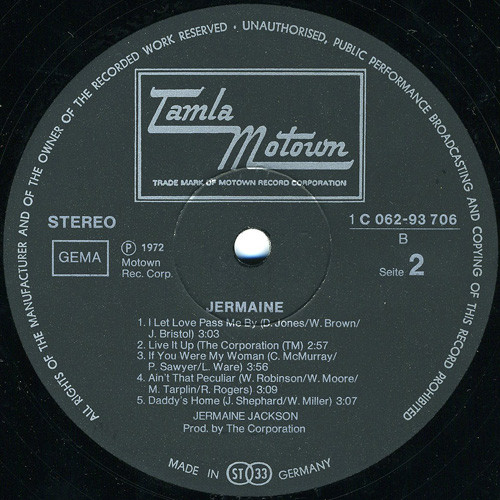 ALL RIGHTS OF THE MANUFACTURER AND OF THE OWNER OF THE RECORDED WORK RESERVED · UNAUTHORISED, PUBLIC PERFORMANCE BROADCASTING AND COPYING OF THIS RECORD PROHIBITED
Tamla
Motown
TRADE MARK OF MOTOWN RECORD CORPORATION
STEREO
GEMA
Ⓟ 1972
Motown
Rec. Corp.
1 C 062-93 706
B
Seite 2
JERMAINE
1. I Let Love Pass Me By (D. Jones/W. Brown/
J. Bristol) 3:03
2. Live It Up (The Corporation (TM) 2:57
3. If You Were My Woman (C. McMurray/
P. Sawyer/L. Ware) 3:56
4. Ain't That Peculiar (W. Robinson/W. Moore/
M. Tarplin/R. Rogers) 3:09
5. Daddy's Home (J. Shephard/W. Miller) 3:07
JERMAINE JACKSON
Prod. by The Corporation
MADE IN ST 33 GERMANY